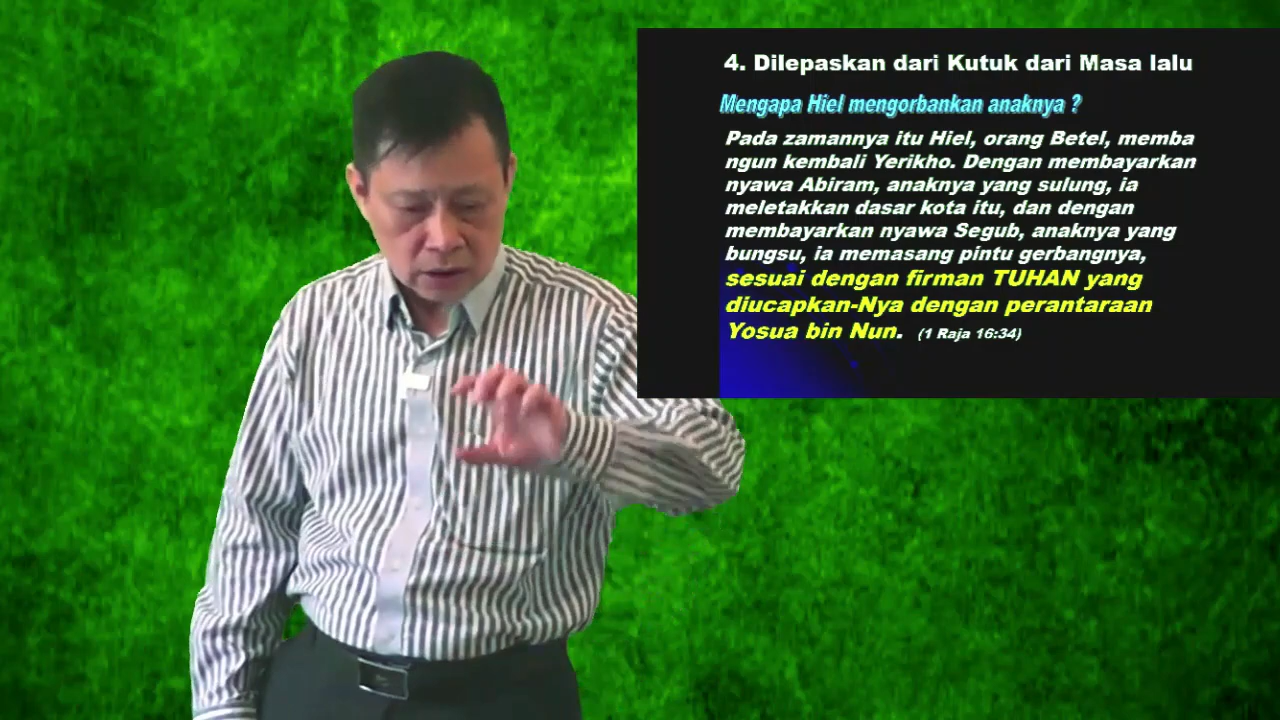 4. Dilepaskan dari Kutuk dari Masa lalu
Mengapa Hiel mengorbankan anaknya ?
Pada zamannya itu Hiel, orang Betel, memba
ngun kembali Yerikho. Dengan membayarkan
nyawa Abiram, anaknya yang sulung, ia
meletakkan dasar kota itu, dan dengan
membayarkan nyawa Segub, anaknya yang
bungsu, ia memasang pintu gerbangnya,
sesuai dengan firman TUHAN yang
diucapkan-Nya dengan perantaraan
Yosua bin Nun. (1 Raja 16:34)